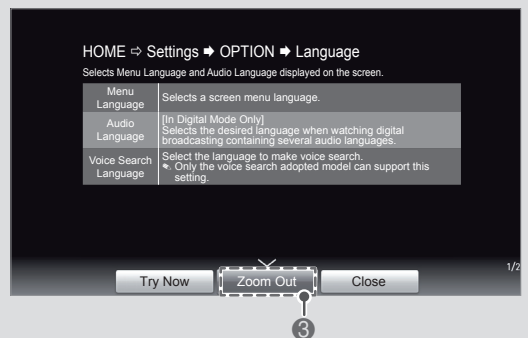 HOME ⇨ Settings ➡ OPTION ➡ Language
Selects Menu Language and Audio Language displayed on the screen.
Menu
Language
Selects a screen menu language.
Audio
Language
[In Digital Mode Only]
Selects the desired language when watching digital
broadcasting containing several audio languages.
Voice Search
Language
Select the language to make voice search.
Only the voice search adopted model can support this
setting.
1/2
Try Now
Zoom Out
Close
3